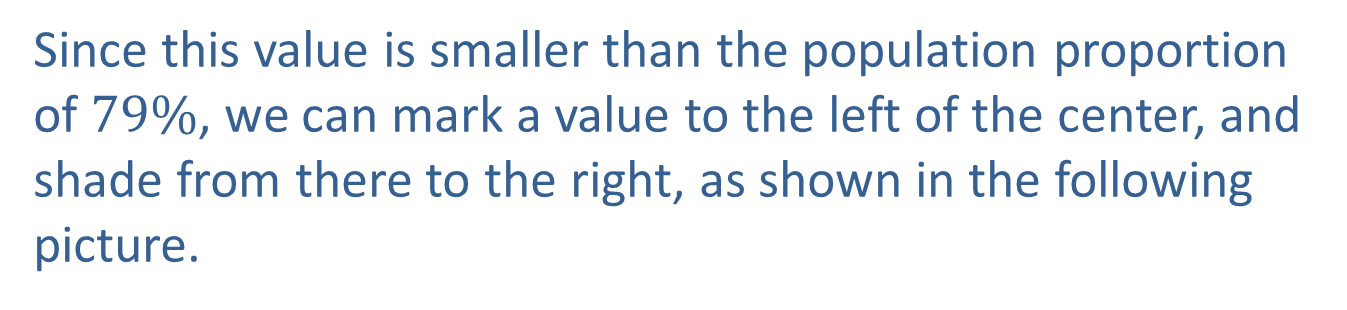 Since this value is smaller than the population proportion
of 79%, we can mark a value to the left of the center, and
shade from there to the right, as shown in the following
picture.